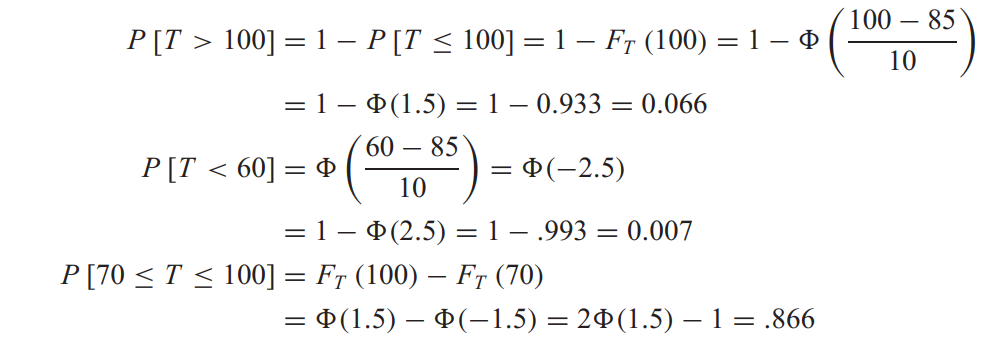 P[T > 100] = 1 − P[T ≤ 100] = 1 − F_T(100) = 1 − Φ((100 − 85)/10)
= 1 − Φ(1.5) = 1 − 0.933 = 0.066
P[T < 60] = Φ((60 − 85)/10) = Φ(−2.5)
= 1 − Φ(2.5) = 1 − .993 = 0.007
P[70 ≤ T ≤ 100] = F_T(100) − F_T(70)
= Φ(1.5) − Φ(−1.5) = 2Φ(1.5) − 1 = .866